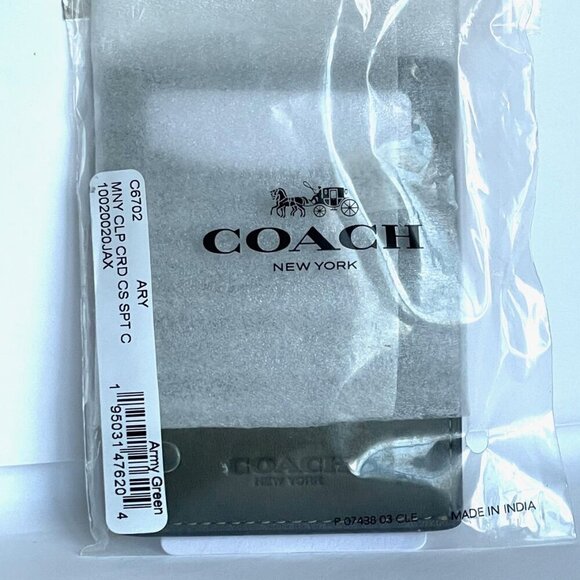 COACH
NEW YORK
C6702 ARY
MNY CLP CRD CS SPT C
10020020JAX
Army Green
1 95031 47620 4
COACH
NEW YORK
P 07438 03 CLE
MADE IN INDIA